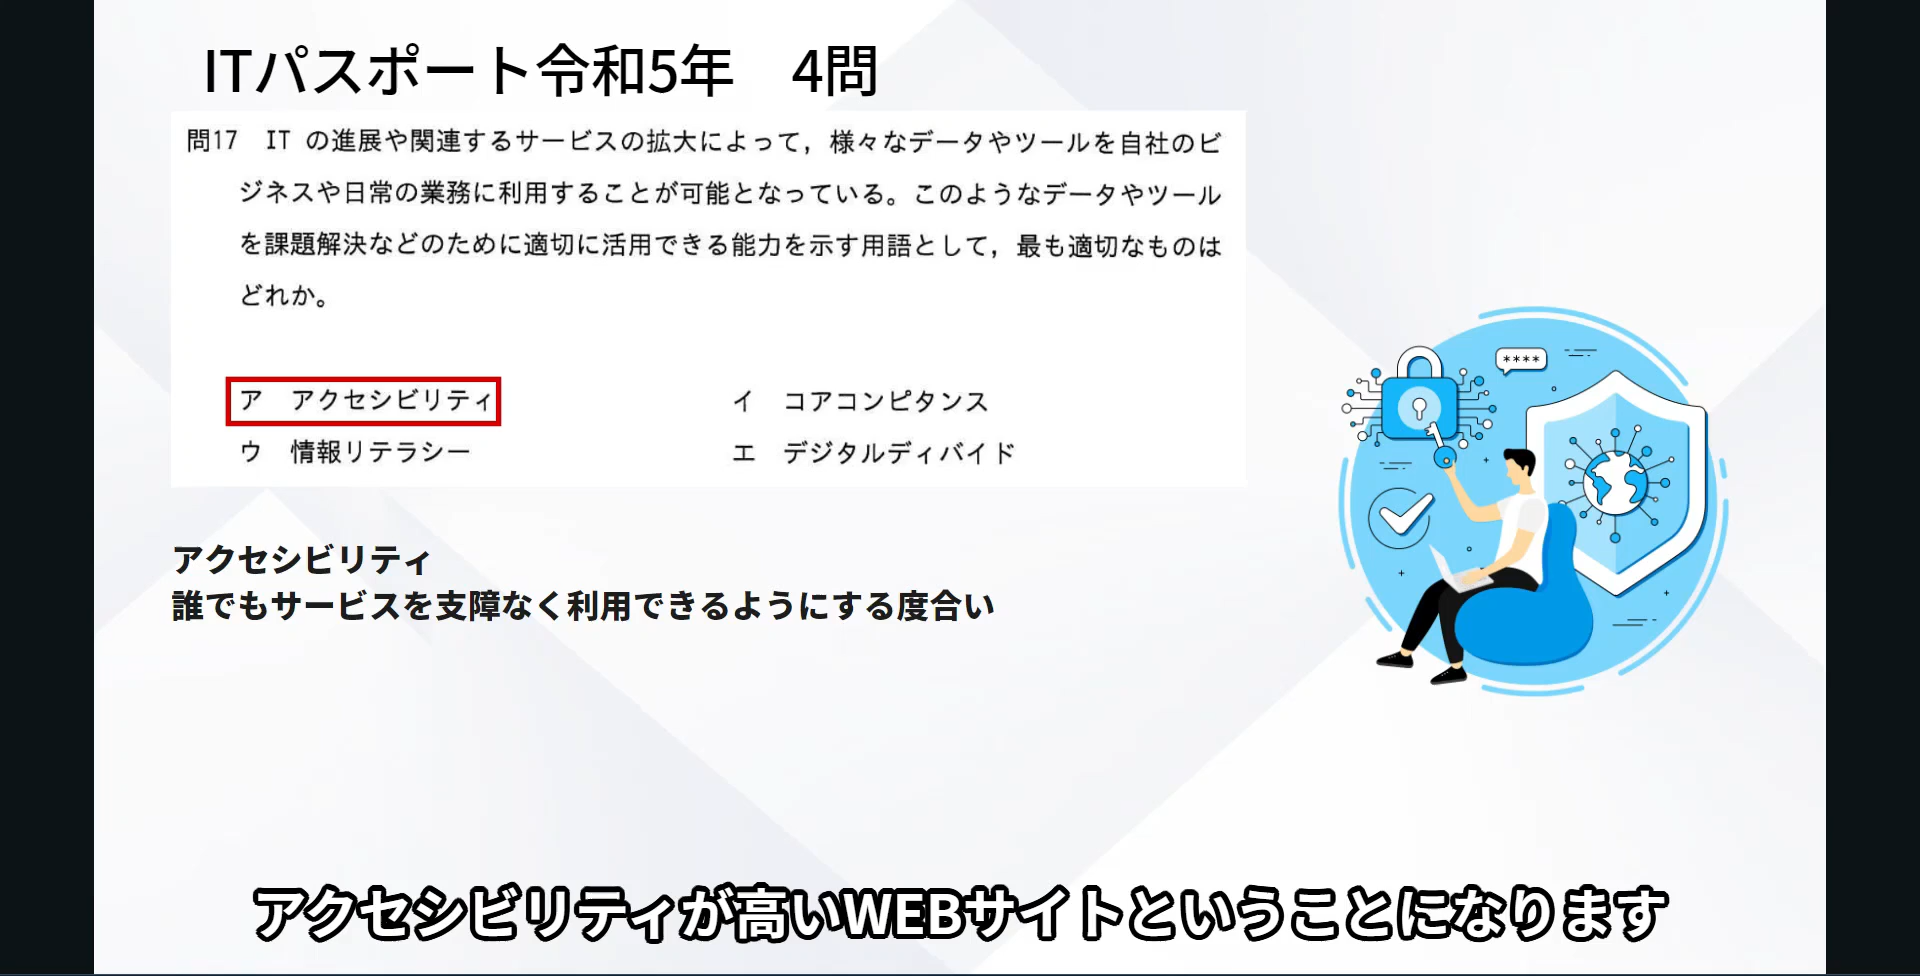 ITパスポート令和5年　4問
問17　IT の進展や関連するサービスの拡大によって，様々なデータやツールを自社のビ
ジネスや日常の業務に利用することが可能となっている。このようなデータやツール
を課題解決などのために適切に活用できる能力を示す用語として，最も適切なものは
どれか。
ア　アクセシビリティ　イ　コアコンピタンス
ウ　情報リテラシー　エ　デジタルディバイド
****
アクセシビリティ
誰でもサービスを支障なく利用できるようにする度合い
アクセシビリティが高いWEBサイトということになります